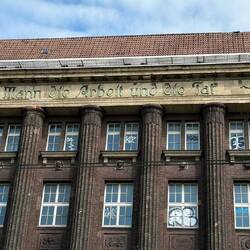 Mann die Arbeit und die Tat